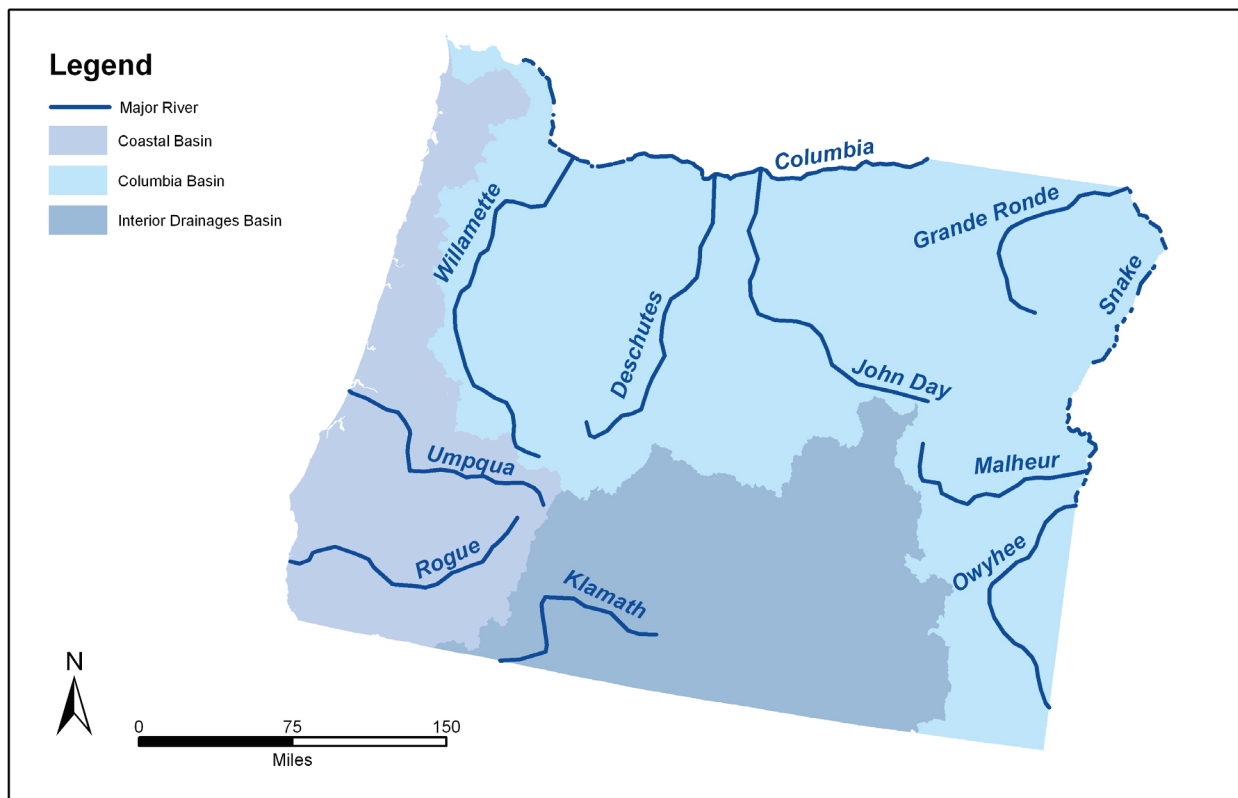 Legend
Major River
Coastal Basin
Columbia Basin
Interior Drainages Basin
Columbia
Willamette
Grande Ronde
Snake
Deschutes
John Day
Umpqua
Malheur
Rogue
Klamath
Owyhee
N
0 75 150
Miles